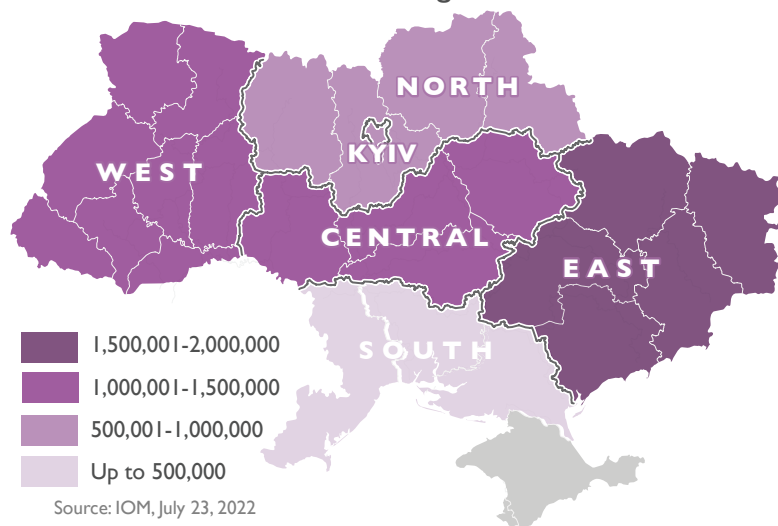 NORTH
KYIV
WEST
CENTRAL
EAST
SOUTH
1,500,001-2,000,000
1,000,001-1,500,000
500,001-1,000,000
Up to 500,000
Source: IOM, July 23, 2022